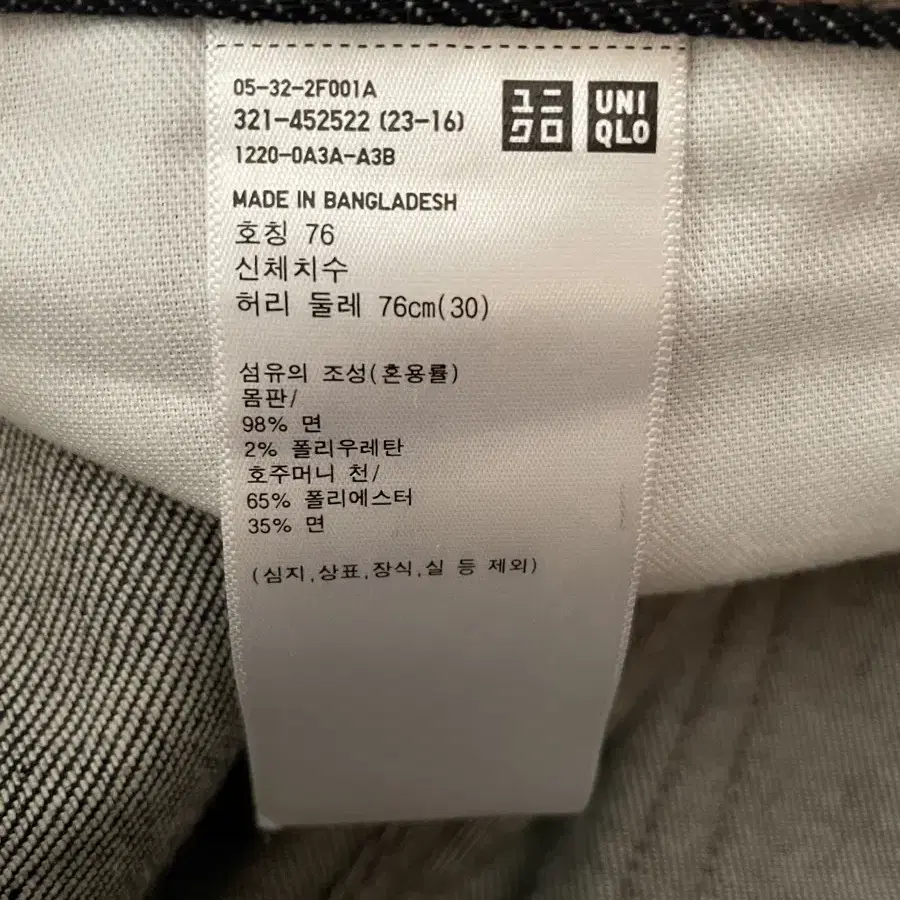 05-32-2F001A
321-452522 (23-16)
1220-0A3A-A3B
ユニ
クロ
UNI
QLO
MADE IN BANGLADESH
호칭 76
신체치수
허리 둘레 76cm(30)
섬유의 조성(혼용률)
몸판/
98% 면
2% 폴리우레탄
호주머니 천/
65% 폴리에스터
35% 면
(심지,상표,장식,실 등 제외)